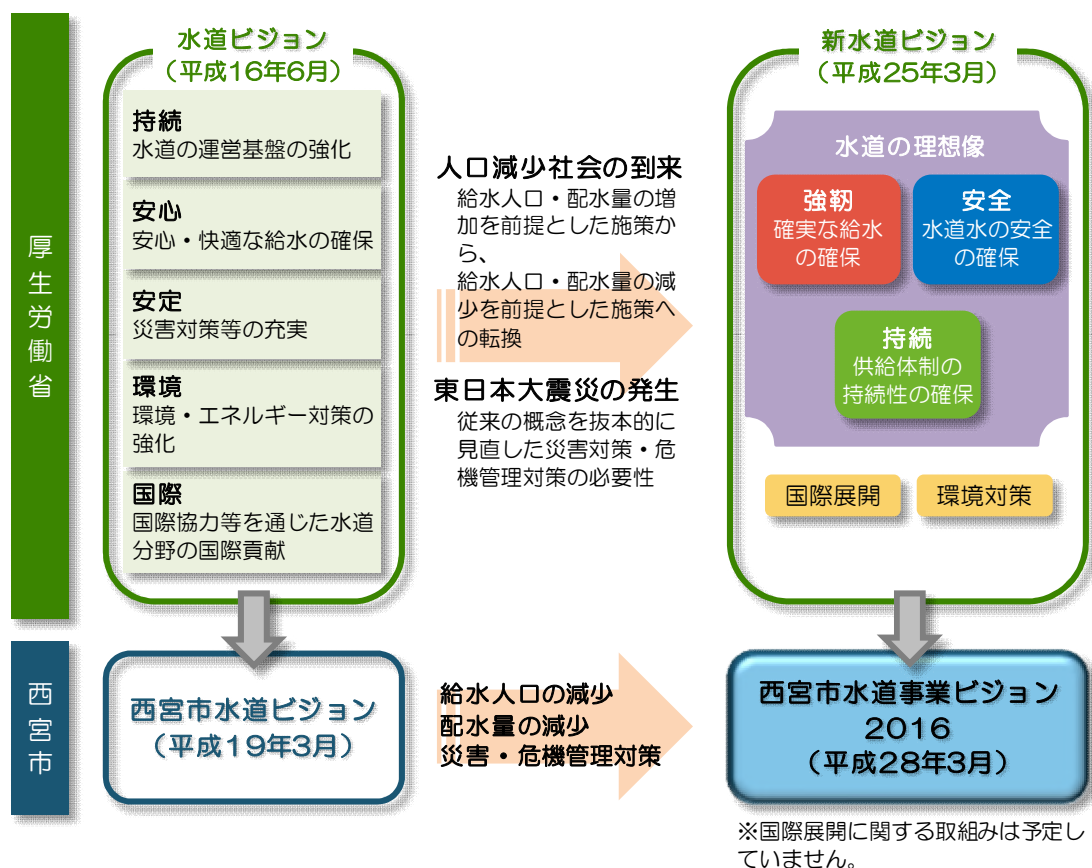 厚生労働省
水道ビジョン
（平成16年6月）
持続
水道の運営基盤の強化
安心
安心・快適な給水の確保
安定
災害対策等の充実
環境
環境・エネルギー対策の
強化
国際
国際協力等を通じた水道
分野の国際貢献
人口減少社会の到来
給水人口・配水量の増
加を前提とした施策か
ら、
給水人口・配水量の減
少を前提とした施策へ
の転換
東日本大震災の発生
従来の概念を抜本的に
見直した災害対策・危
機管理対策の必要性
新水道ビジョン
（平成25年3月）
水道の理想像
強靭
確実な給水
の確保
安全
水道水の安全
の確保
持続
供給体制の
持続性の確保
国際展開
環境対策
西宮市
西宮市水道ビジョン
（平成19年3月）
給水人口の減少
配水量の減少
災害・危機管理対策
西宮市水道事業ビジョン
2016
（平成28年3月）
※国際展開に関する取組みは予定し
ていません。